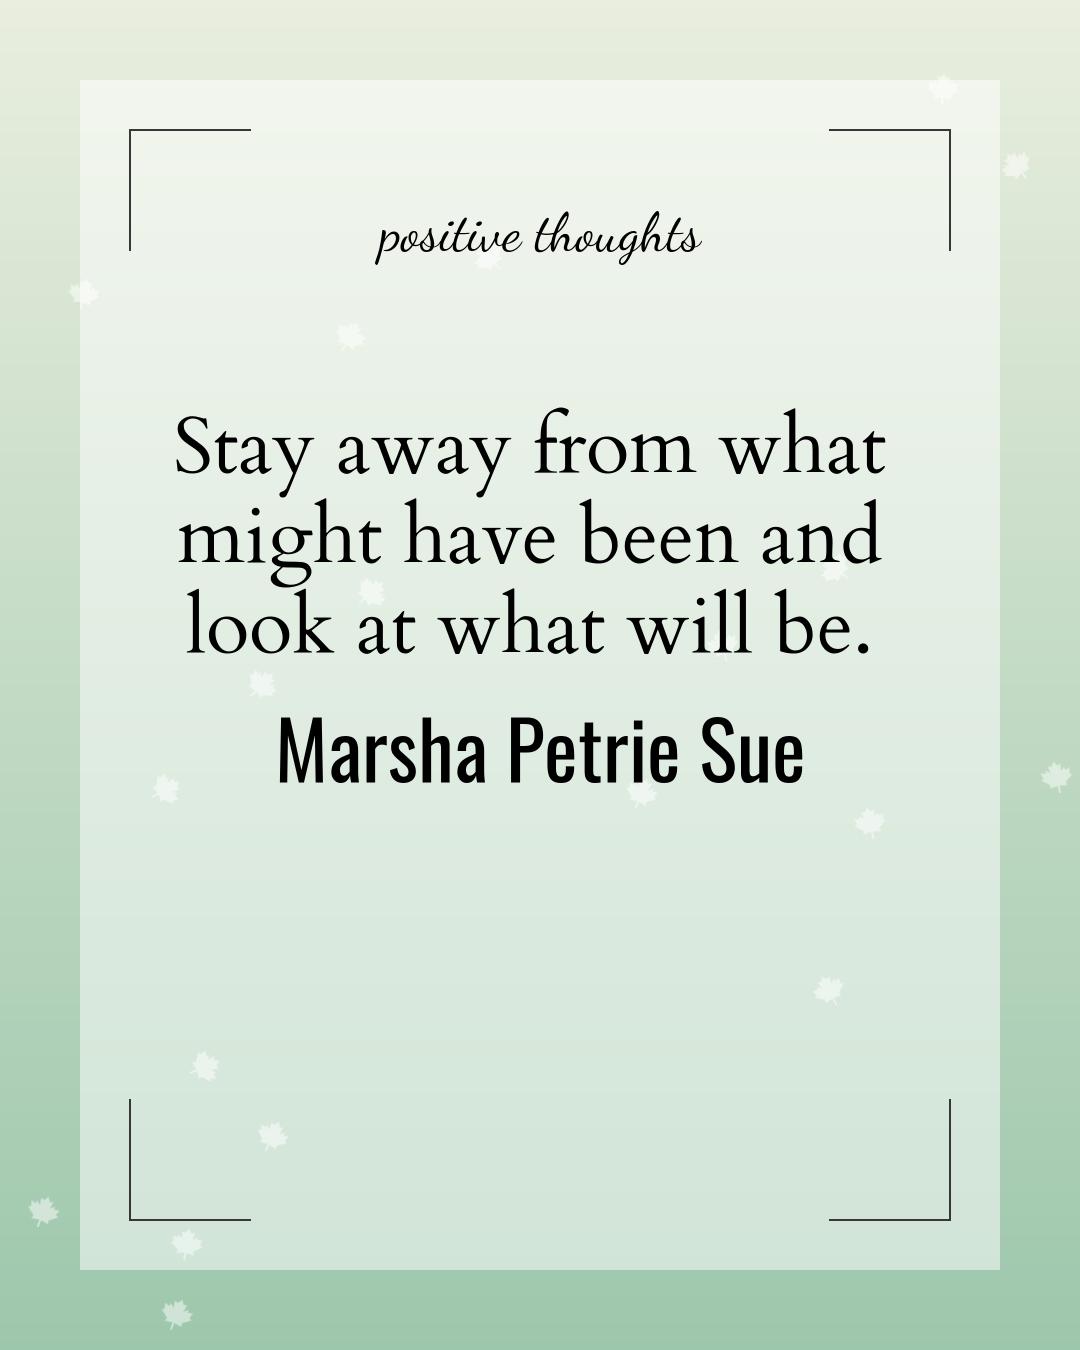 positive thoughts
Stay away from what
might have been and
look at what will be.
Marsha Petrie Sue